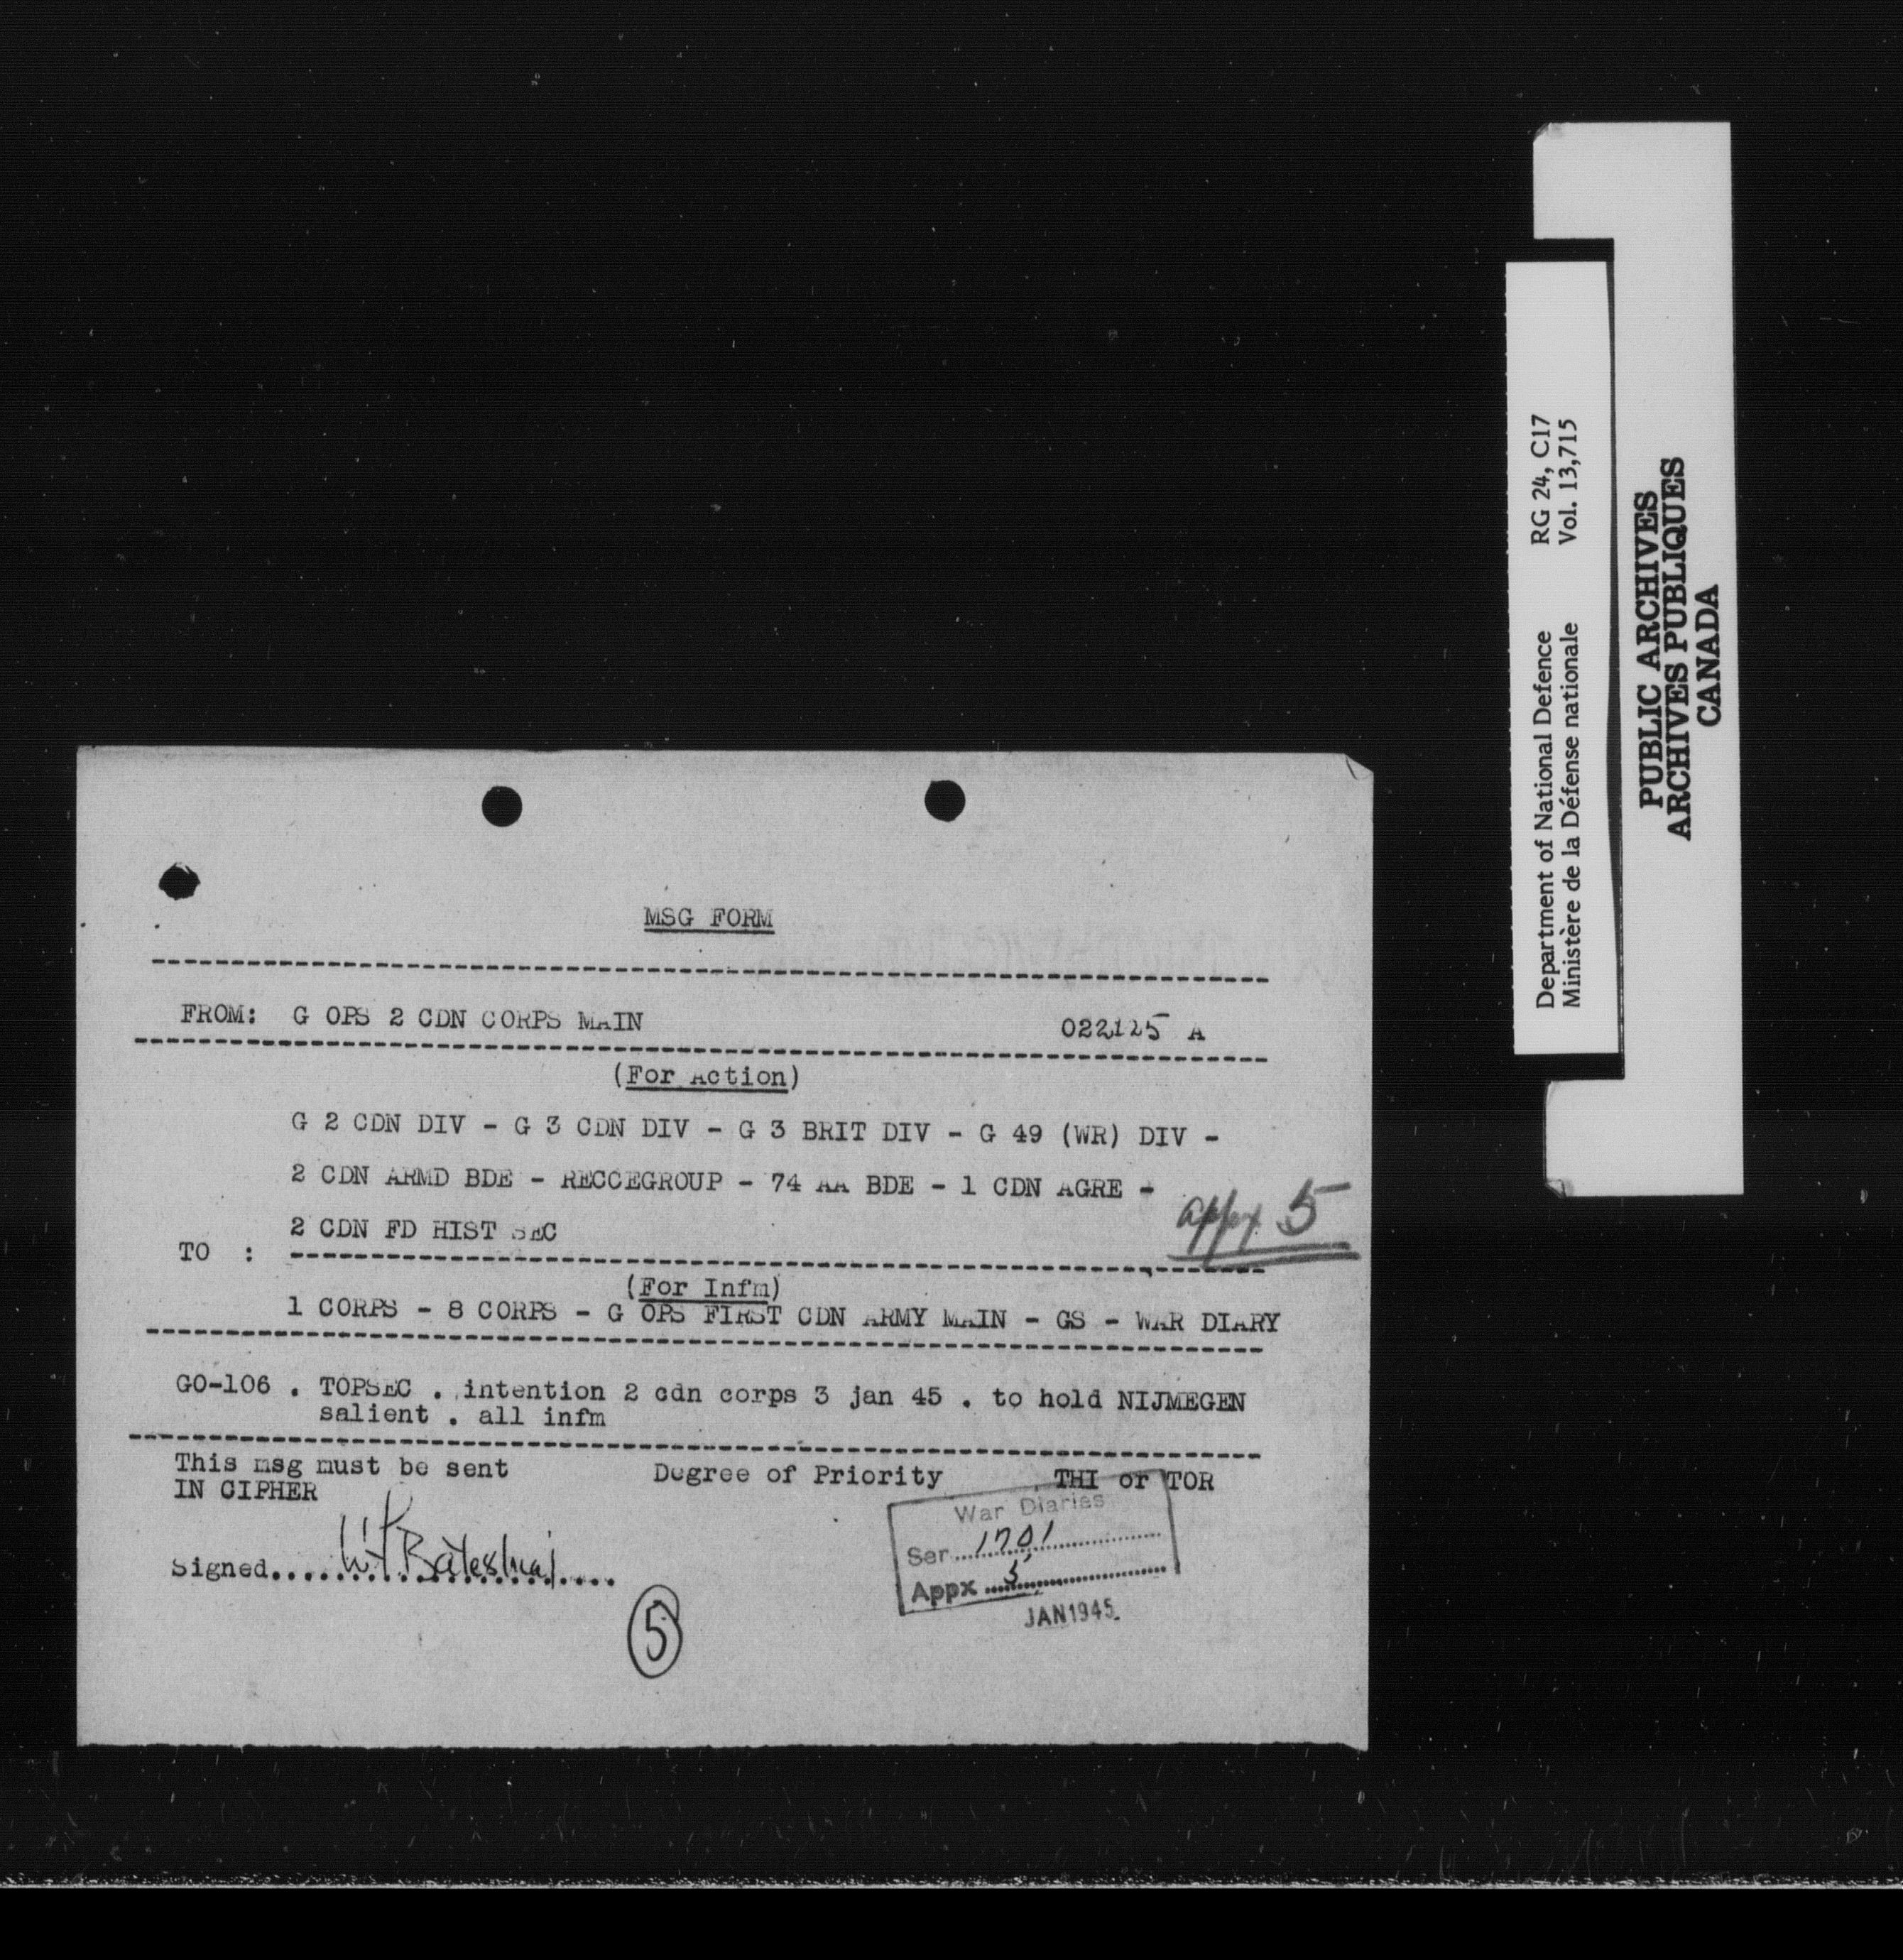 MSG FORM
FROM: G OPS 2 CDN CORPS MAIN 022125 A
(For Action)
G 2 CDN DIV - G 3 CDN DIV - G 3 BRIT DIV - G 49 (WR) DIV -
2 CDN ARMD BDE - RECCEGROUP - 74 AA BDE - 1 CDN AGRE -
appx 5
2 CDN FD HIST SEC
TO :
(For Infm)
1 CORPS - 8 CORPS - G OPS FIRST CDN ARMY MAIN - GS - WAR DIARY
GO-106 . TOPSEC . intention 2 cdn corps 3 jan 45 . to hold NIJMEGEN
salient . all infm
This msg must be sent Degree of Priority THI or TOR
IN CIPHER
War Diaries
Ser 1701
Appx 5
JAN 1945
Signed
5
Department of National Defence RG 24, C17
Ministère de la Défense nationale Vol. 13,715
PUBLIC ARCHIVES
ARCHIVES PUBLIQUES
CANADA